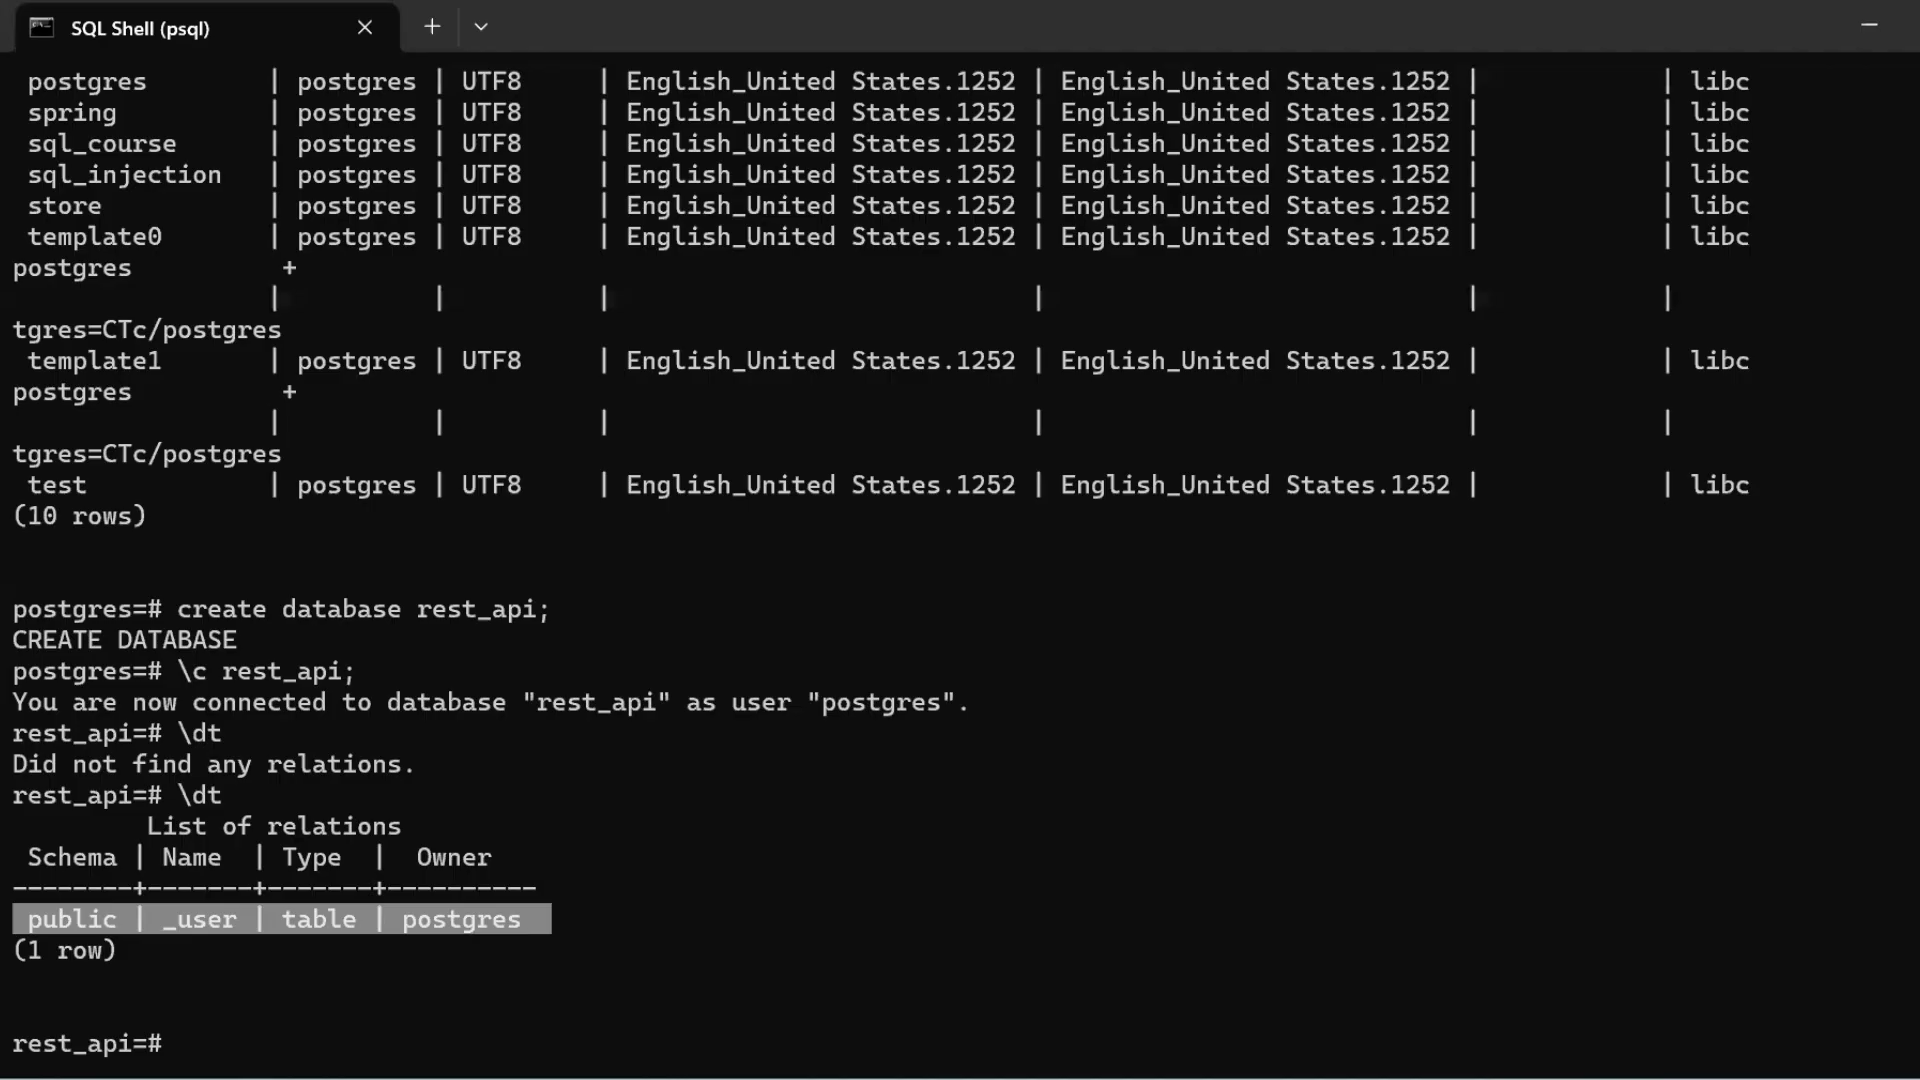 SQL Shell (psql)
postgres | postgres | UTF8 | English_United States.1252 | English_United States.1252 | | libc
spring | postgres | UTF8 | English_United States.1252 | English_United States.1252 | | libc
sql_course | postgres | UTF8 | English_United States.1252 | English_United States.1252 | | libc
sql_injection | postgres | UTF8 | English_United States.1252 | English_United States.1252 | | libc
store | postgres | UTF8 | English_United States.1252 | English_United States.1252 | | libc
template0 | postgres | UTF8 | English_United States.1252 | English_United States.1252 | | libc
postgres +
| | | | | |
tgres=CTc/postgres
template1 | postgres | UTF8 | English_United States.1252 | English_United States.1252 | | libc
postgres +
| | | | | |
tgres=CTc/postgres
test | postgres | UTF8 | English_United States.1252 | English_United States.1252 | | libc
(10 rows)
postgres=# create database rest_api;
CREATE DATABASE
postgres=# \c rest_api;
You are now connected to database "rest_api" as user "postgres".
rest_api=# \dt
Did not find any relations.
rest_api=# \dt
List of relations
Schema | Name | Type | Owner
--------+-------+-------+----------
public | _user | table | postgres
(1 row)
rest_api=#